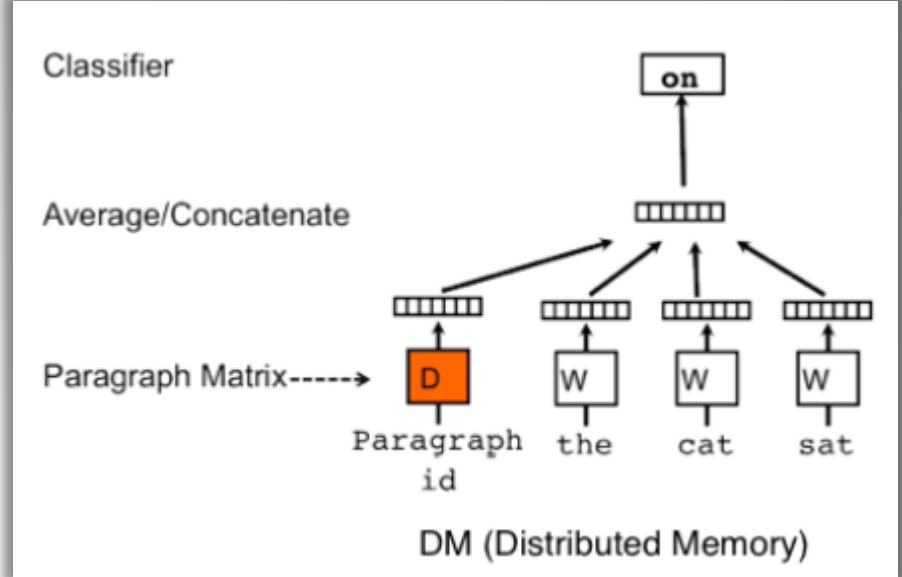 Classifier
on
Average/Concatenate
Paragraph Matrix
D
W
W
W
Paragraph
id
the
cat
sat
DM (Distributed Memory)